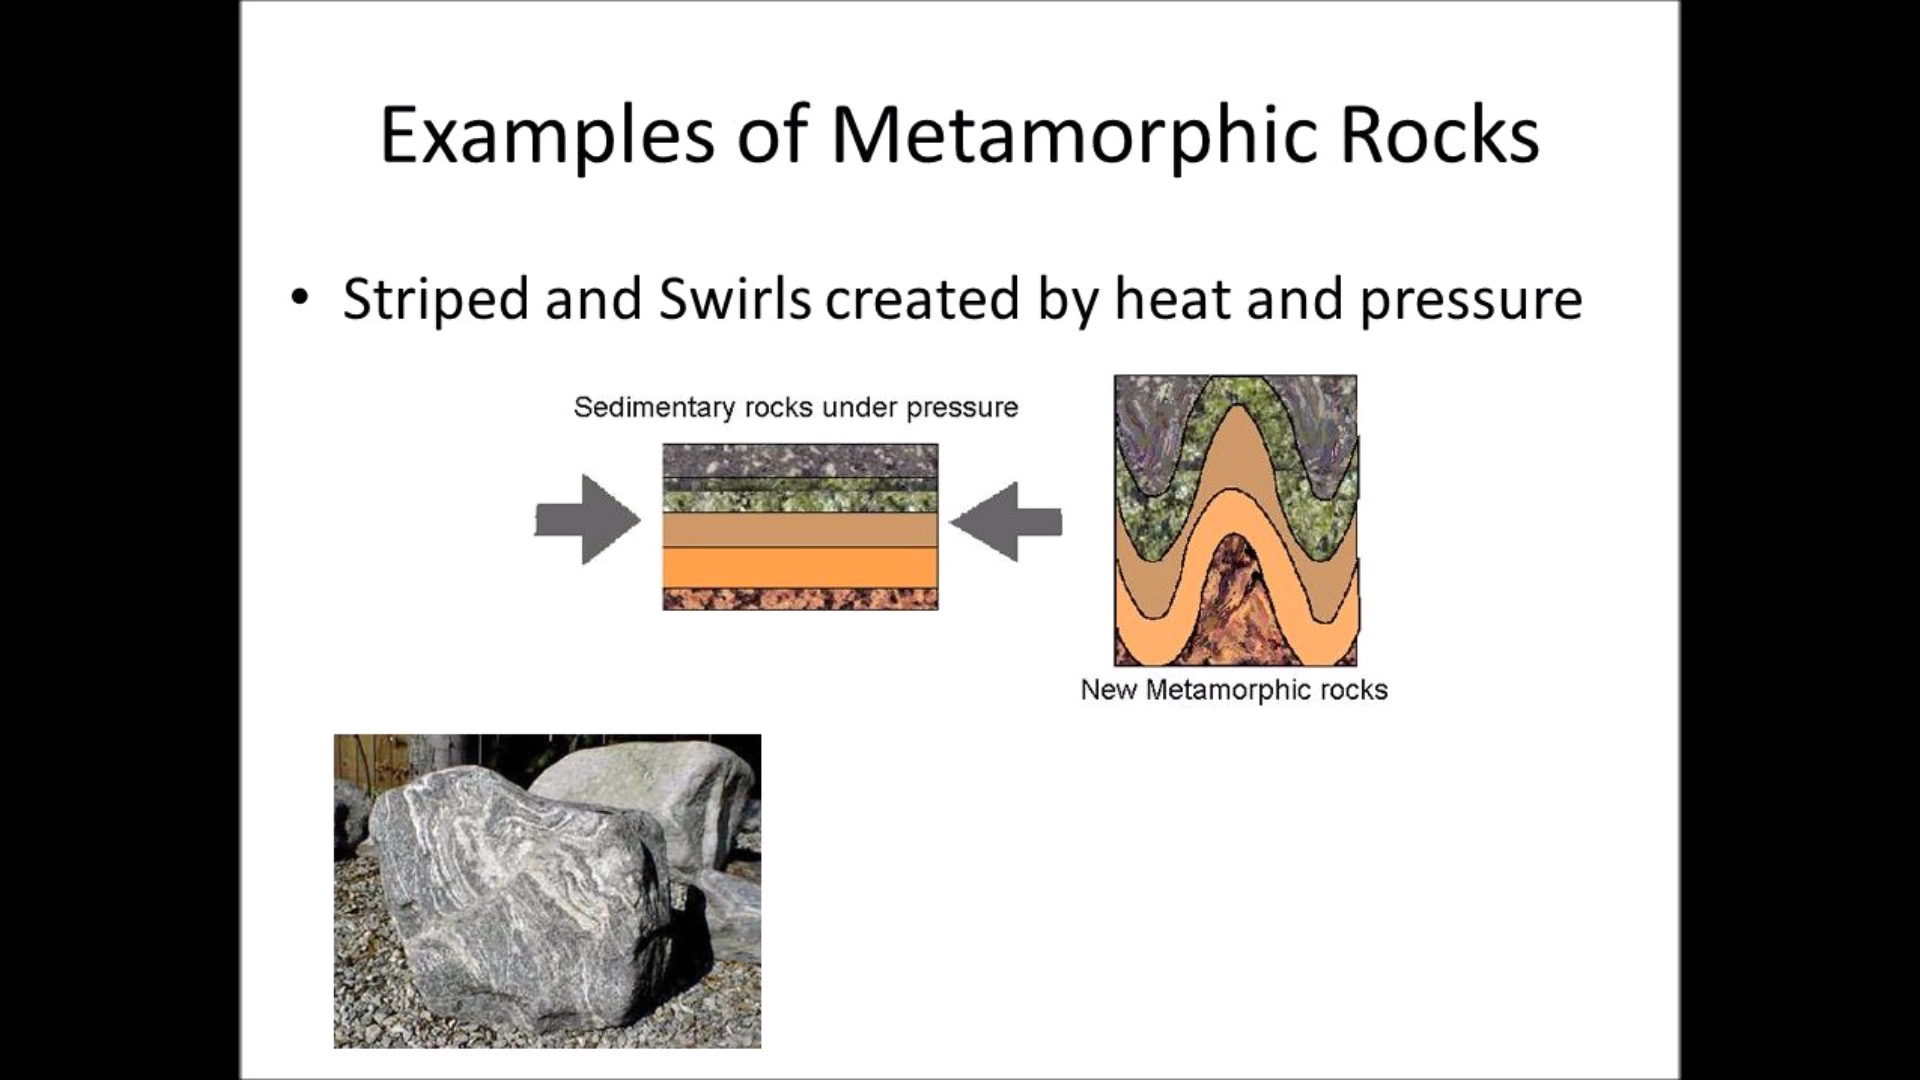 Examples of Metamorphic Rocks
• Striped and Swirls created by heat and pressure
Sedimentary rocks under pressure
New Metamorphic rocks